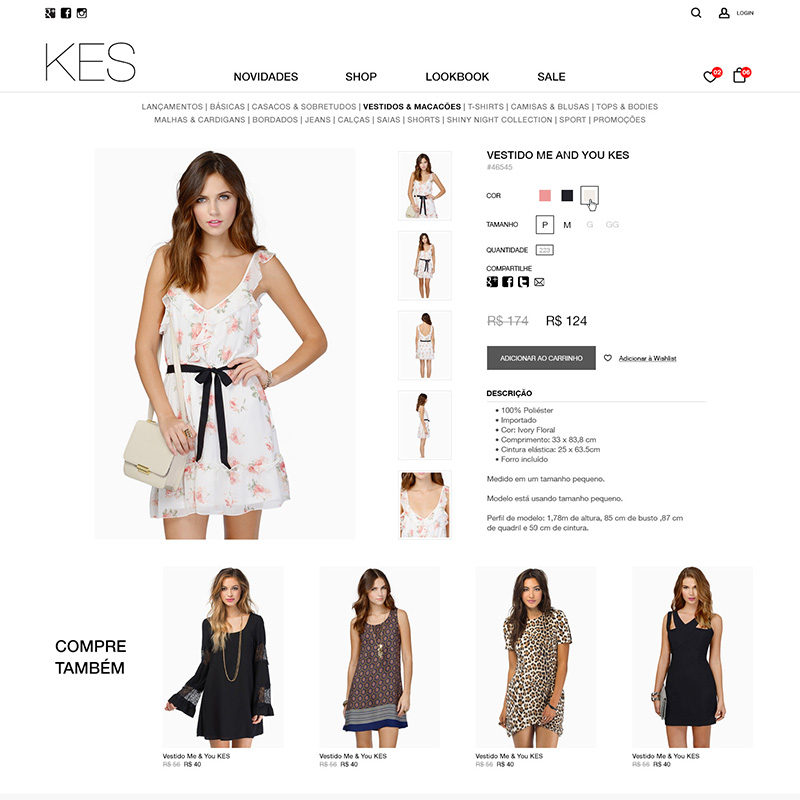 LOGIN
KES
NOVIDADES SHOP LOOKBOOK SALE
02 06
LANÇAMENTOS | BÁSICAS | CASACOS & SOBRETUDOS | VESTIDOS & MACACÕES | T-SHIRTS | CAMISAS & BLUSAS | TOPS & BODIES
MALHAS & CARDIGANS | BORDADOS | JEANS | CALÇAS | SAIAS | SHORTS | SHINY NIGHT COLLECTION | SPORT | PROMOÇÕES
VESTIDO ME AND YOU KES
#46545
COR
TAMANHO P M G GG
QUANTIDADE 223
COMPARTILHE
R$ 174 R$ 124
ADICIONAR AO CARRINHO Adicionar à Wishlist
DESCRIÇÃO
• 100% Poliéster
• Importado
• Cor: Ivory Floral
• Comprimento: 33 x 83,8 cm
• Cintura elástica: 25 x 63.5cm
• Forro incluído
Medido em um tamanho pequeno.
Modelo está usando tamanho pequeno.
Perfil de modelo: 1,78m de altura, 85 cm de busto ,87 cm
de quadril e 59 cm de cintura.
COMPRE
TAMBÉM
Vestido Me & You KES
R$ 56 R$ 40
Vestido Me & You KES
R$ 56 R$ 40
Vestido Me & You KES
R$ 56 R$ 40
Vestido Me & You KES
R$ 56 R$ 40